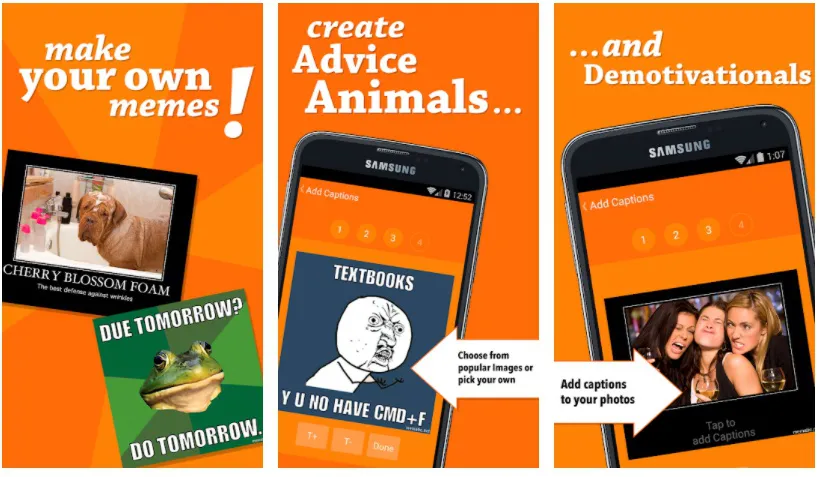 make
your own
memes!
CHERRY BLOSSOM FOAM
The best defense against wrinkles
DUE TOMORROW?
DO TOMORROW.
create
Advice
Animals...
SAMSUNG
12:52
Add Captions
1 2 3 4
TEXTBOOKS
Y U NO HAVE CMD+F
T+ T- Done
Choose from
popular Images or
pick your own
...and
Demotivationals
SAMSUNG
1:07
Add Captions
1 2 3 4
Tap to
add Captions
Add captions
to your photos